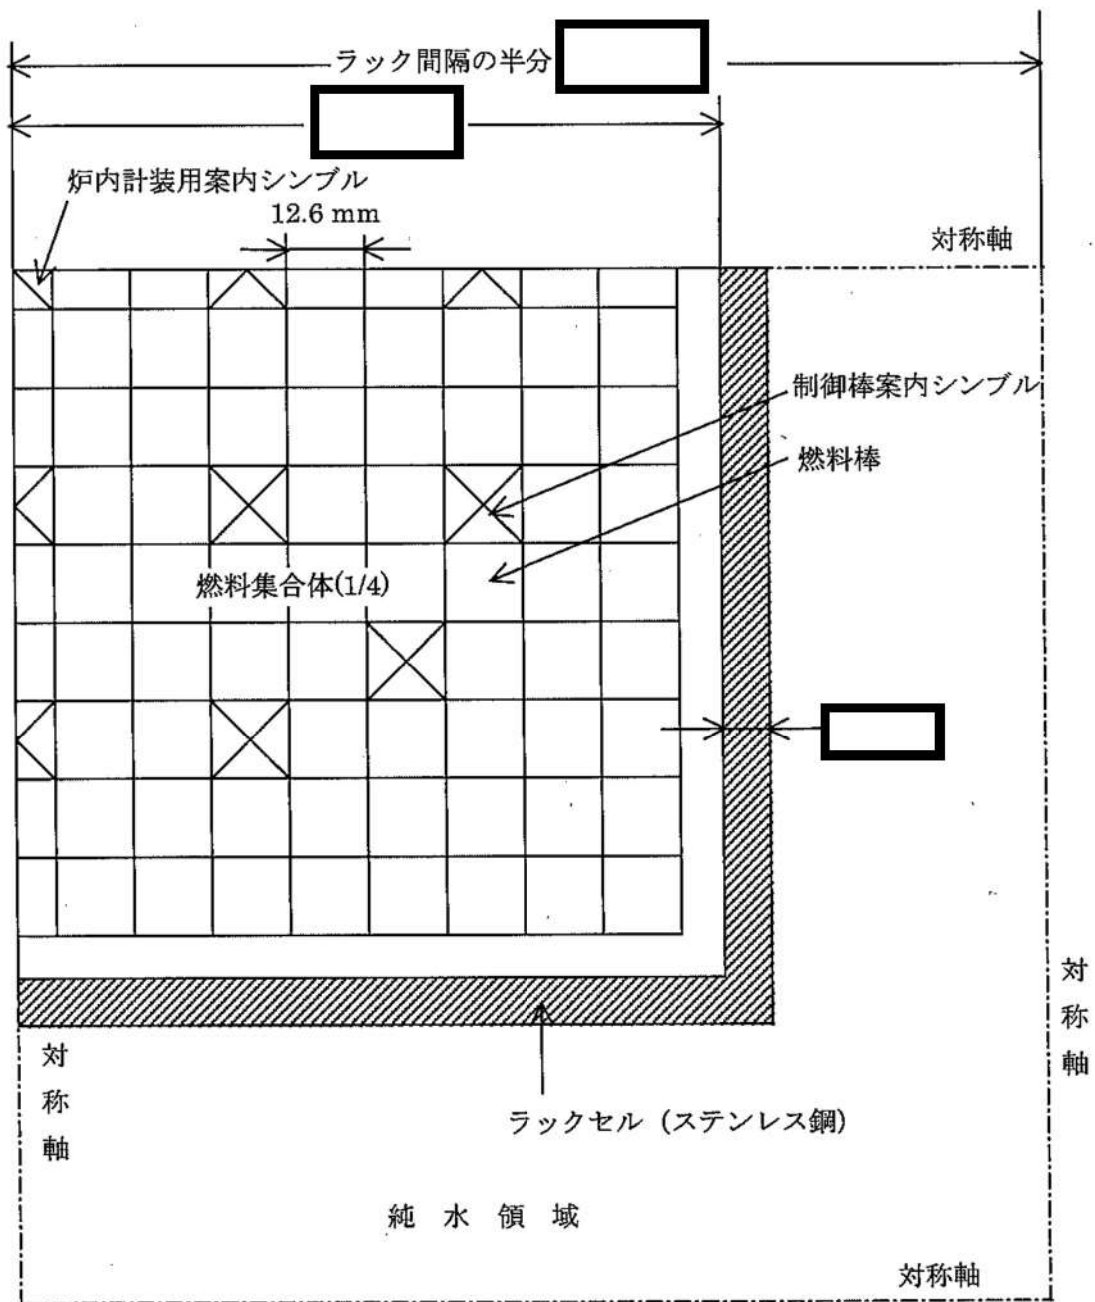 ラック間隔の半分
炉内計装用案内シンブル
12.6 mm
対称軸
制御棒案内シンブル
燃料棒
燃料集合体(1/4)
対称軸
対称軸
ラックセル（ステンレス鋼）
純水領域
対称軸